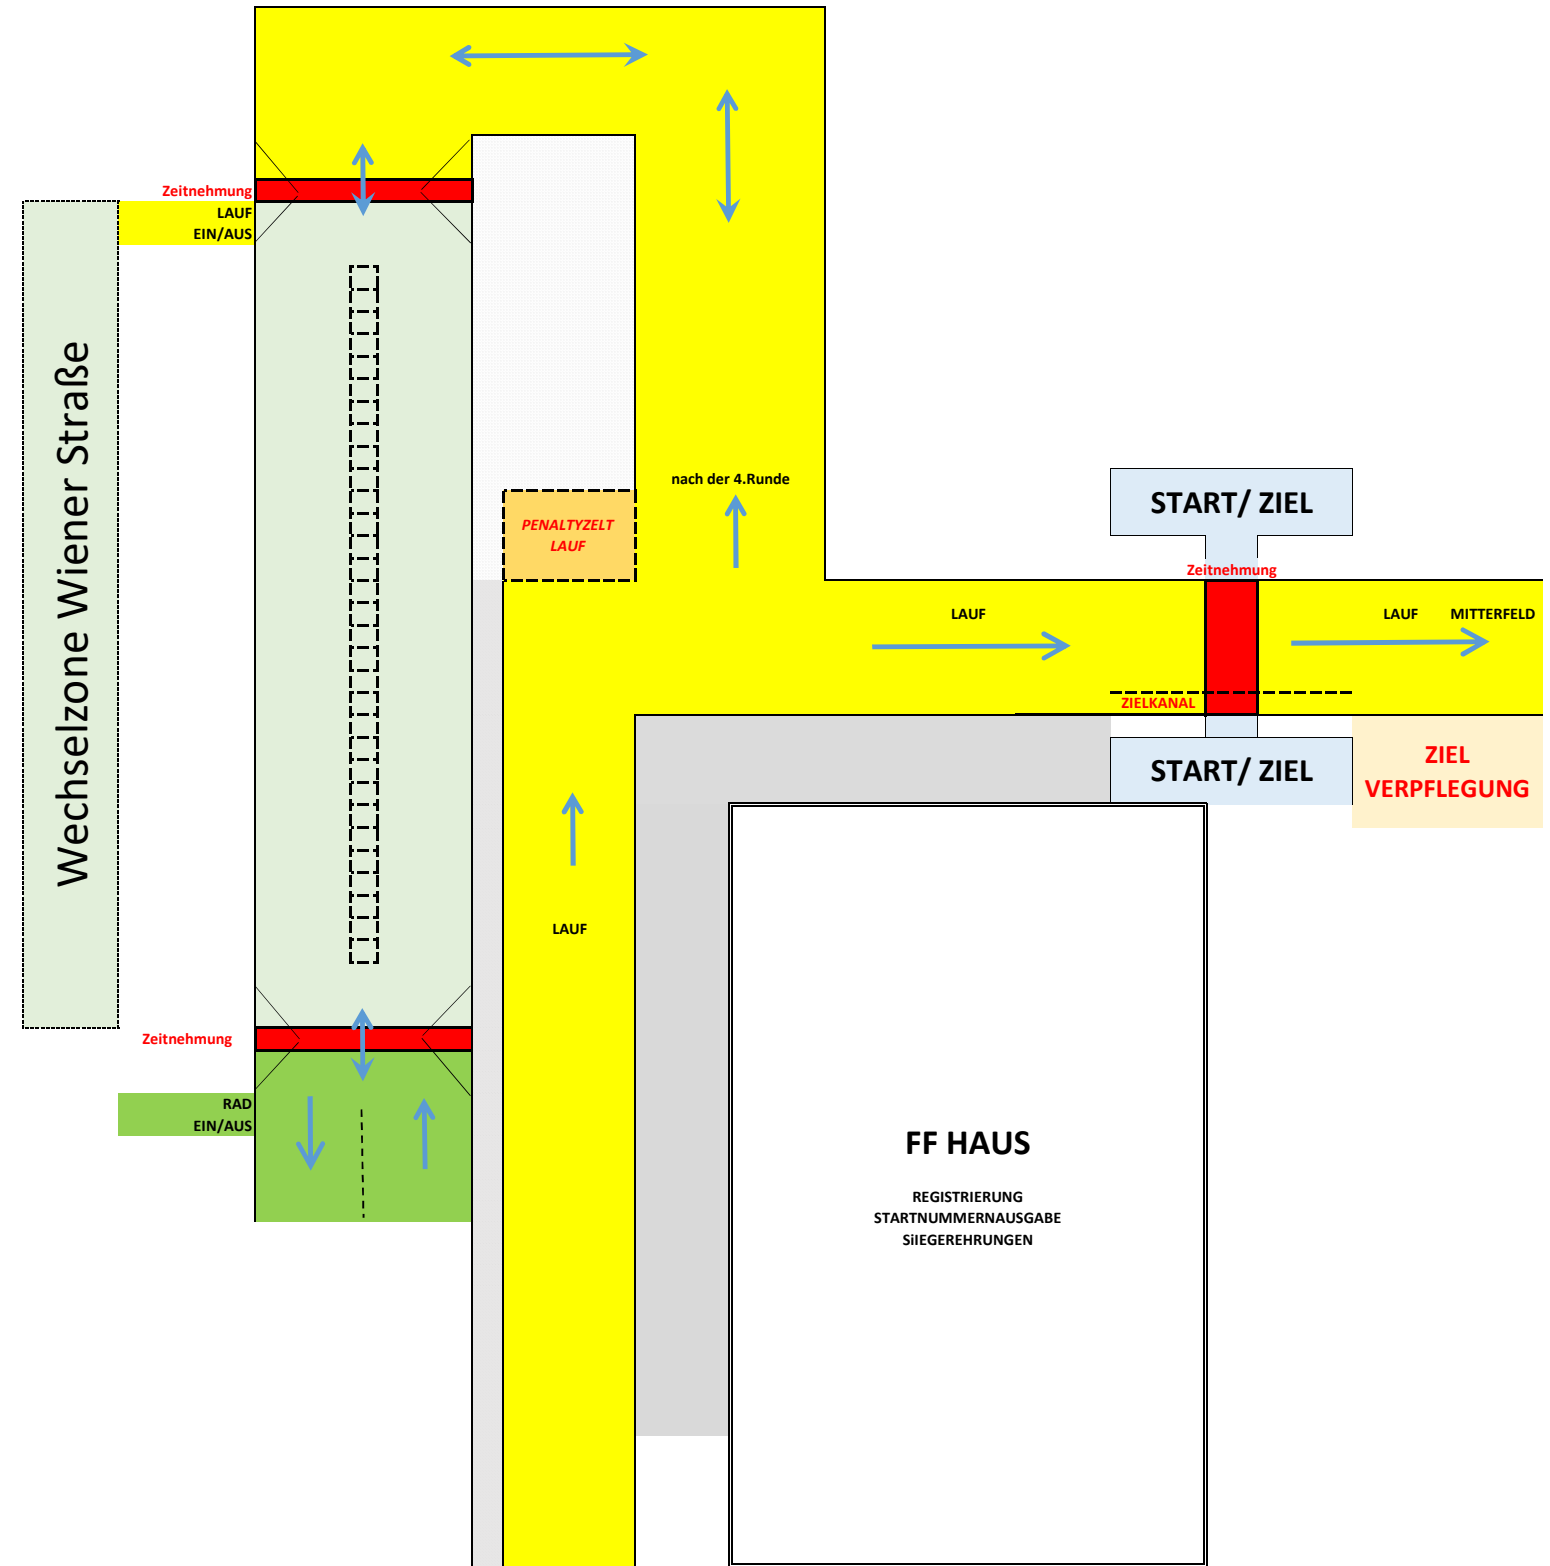 Zeitnehmung
LAUF
EIN/AUS
Wechselzone Wiener Straße
nach der 4.Runde
START/ ZIEL
PENALTYZELT
LAUF
Zeitnehmung
LAUF
LAUF MITTERFELD
ZIELKANAL
START/ ZIEL
ZIEL
VERPFLEGUNG
LAUF
Zeitnehmung
RAD
EIN/AUS
FF HAUS
REGISTRIERUNG
STARTNUMMERNAUSGABE
SiIEGEREHRUNGEN